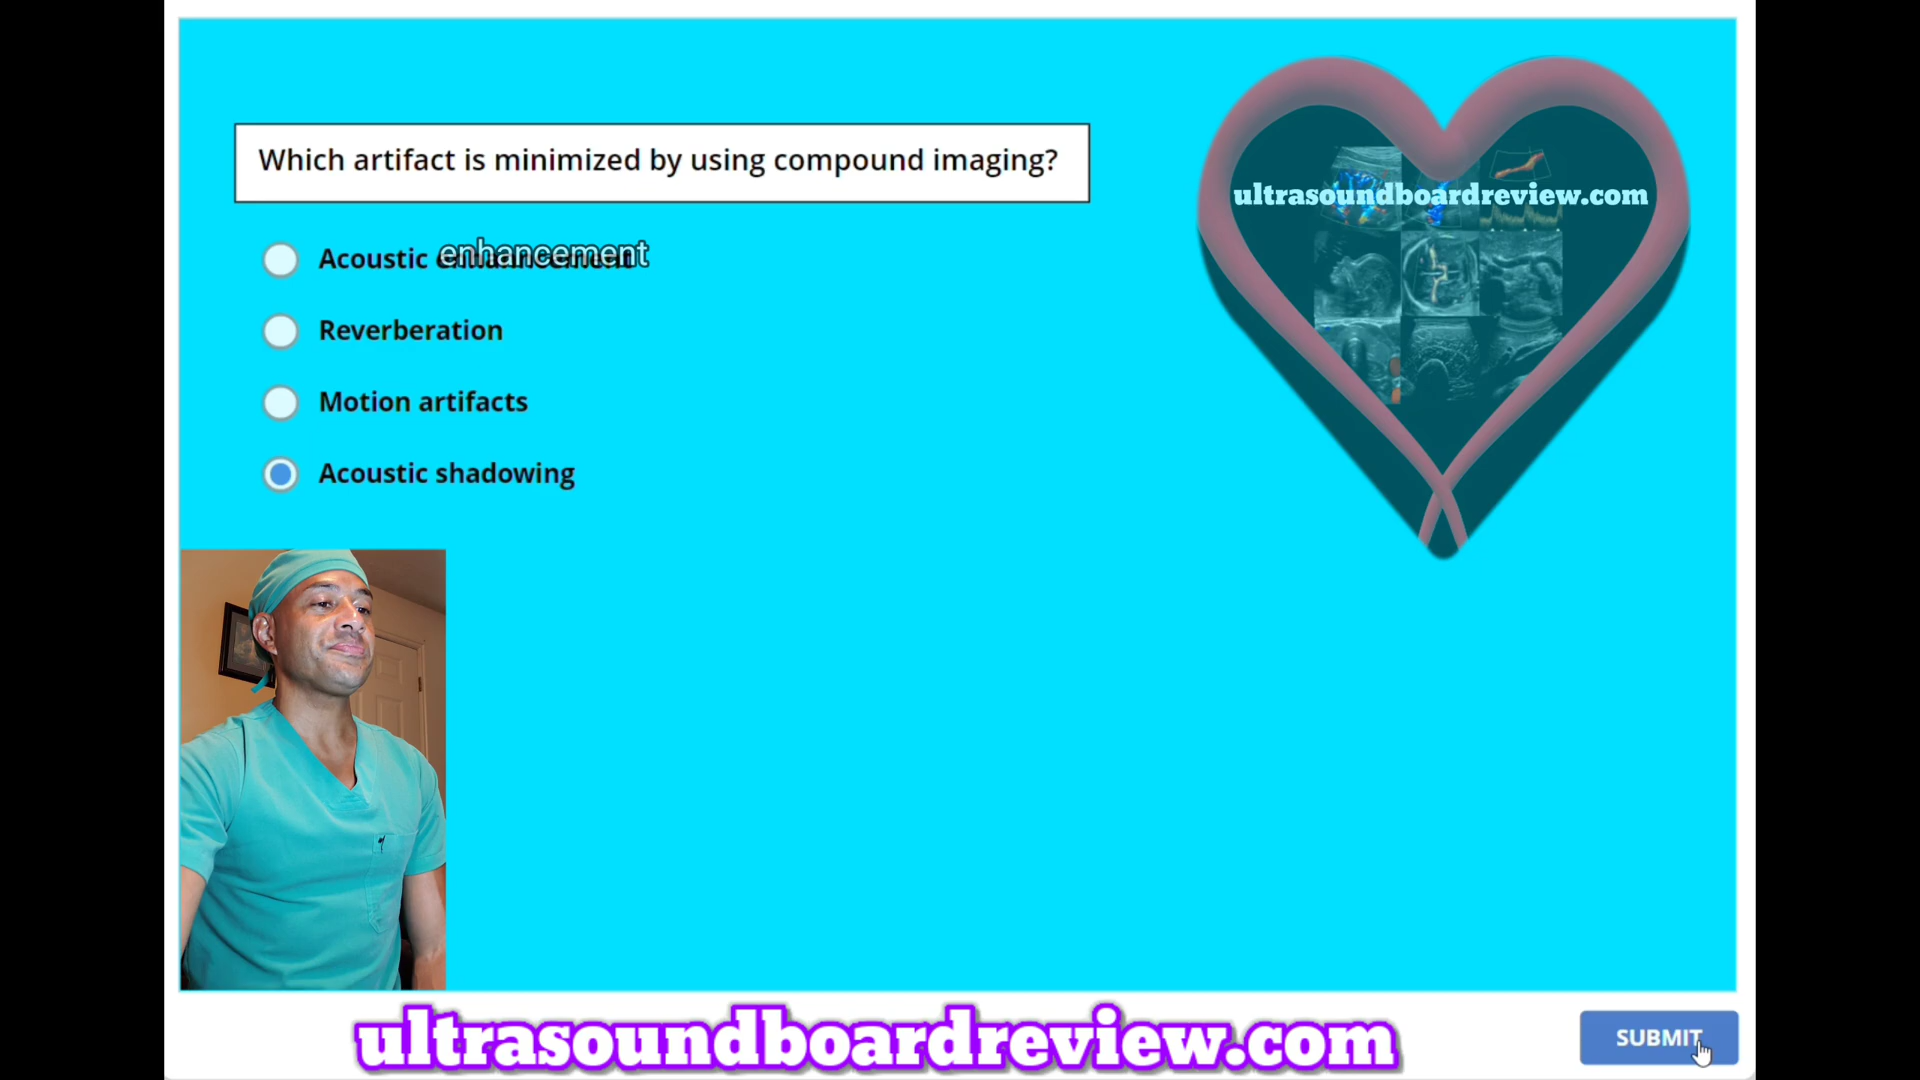 Which artifact is minimized by using compound imaging?
ultrasoundboardreview.com
Acoustic enhancement
enhancement
Reverberation
Motion artifacts
Acoustic shadowing
ultrasoundboardreview.com
SUBMIT